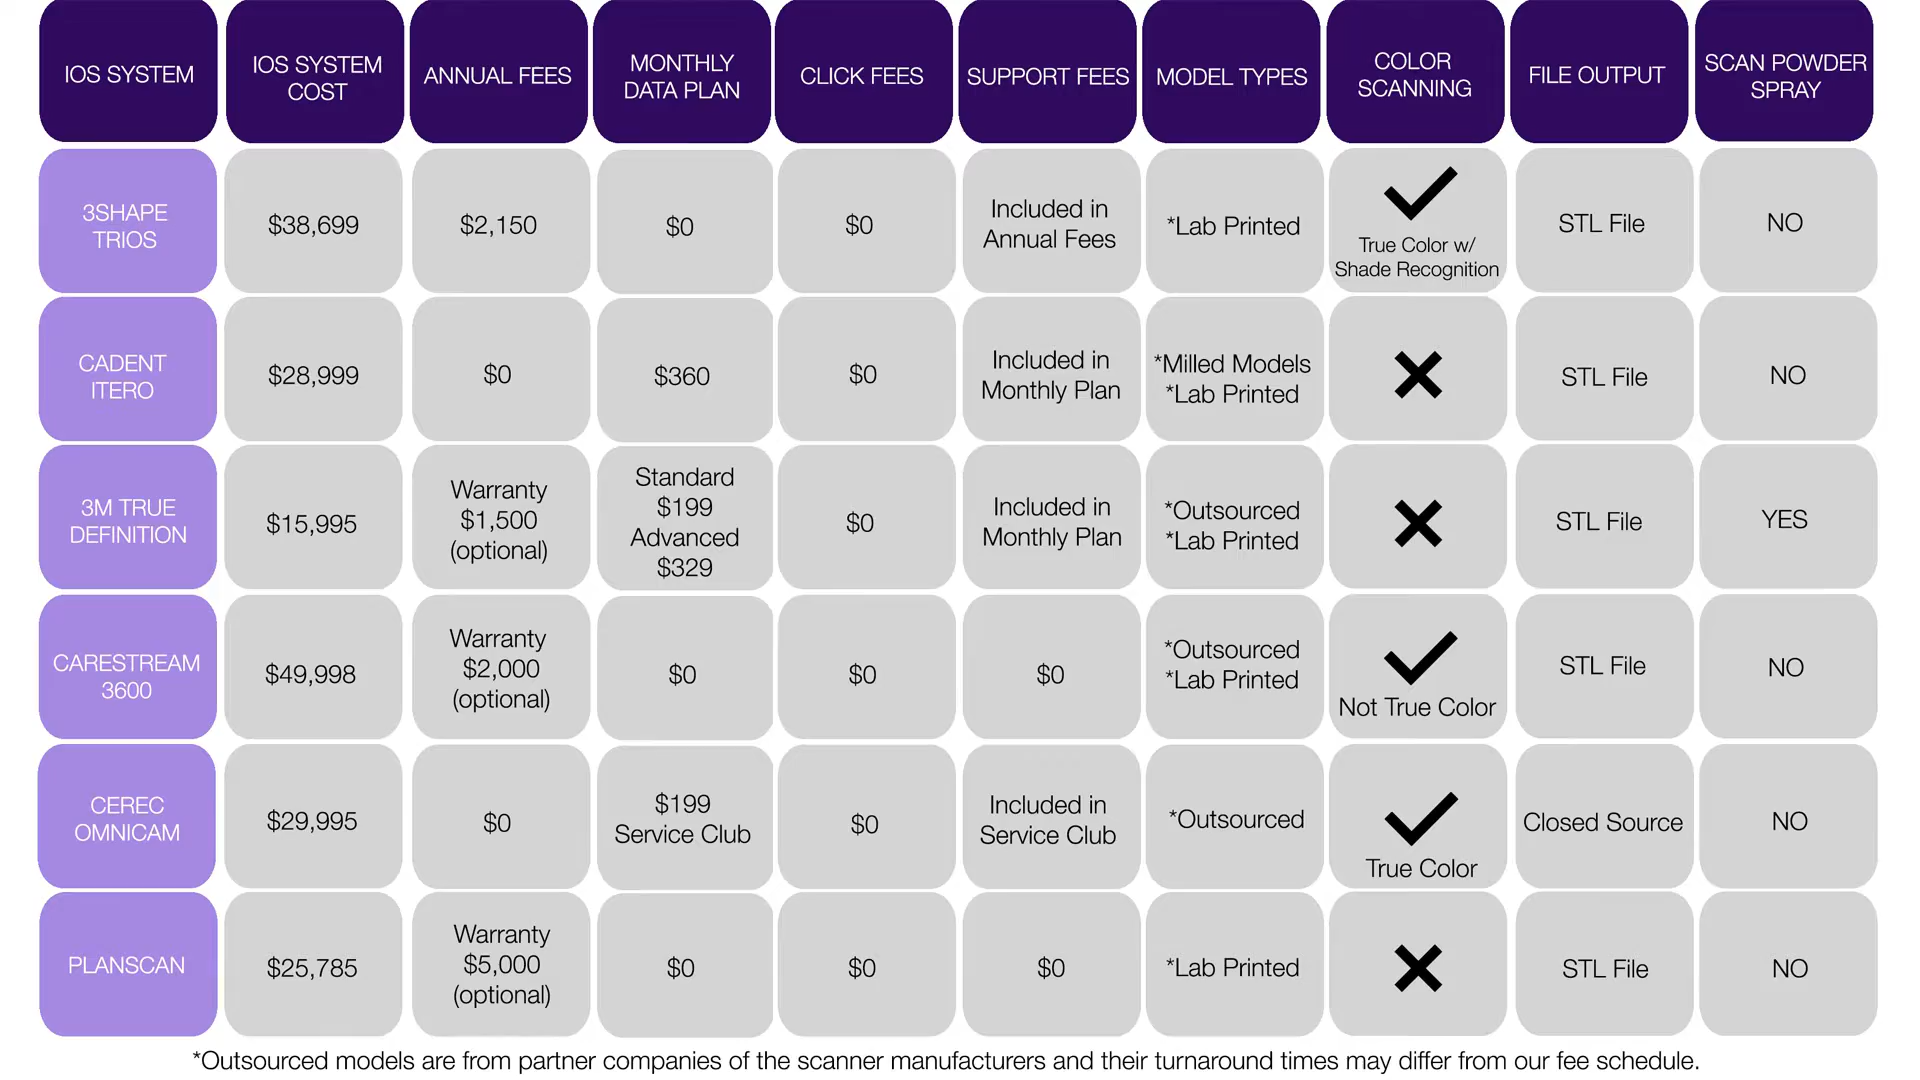 IOS SYSTEM
IOS SYSTEM
COST
ANNUAL FEES
MONTHLY
DATA PLAN
CLICK FEES
SUPPORT FEES
MODEL TYPES
COLOR
SCANNING
FILE OUTPUT
SCAN POWDER
SPRAY
3SHAPE
TRIOS
$38,699
$2,150
$0
$0
Included in
Annual Fees
*Lab Printed
True Color w/
Shade Recognition
STL File
NO
CADENT
ITERO
$28,999
$0
$360
$0
Included in
Monthly Plan
*Milled Models
*Lab Printed
STL File
NO
3M TRUE
DEFINITION
$15,995
Warranty
$1,500
(optional)
Standard
$199
Advanced
$329
$0
Included in
Monthly Plan
*Outsourced
*Lab Printed
STL File
YES
CARESTREAM
3600
$49,998
Warranty
$2,000
(optional)
$0
$0
$0
*Outsourced
*Lab Printed
Not True Color
STL File
NO
CEREC
OMNICAM
$29,995
$0
$199
Service Club
$0
Included in
Service Club
*Outsourced
True Color
Closed Source
NO
PLANSCAN
$25,785
Warranty
$5,000
(optional)
$0
$0
$0
*Lab Printed
STL File
NO
*Outsourced models are from partner companies of the scanner manufacturers and their turnaround times may differ from our fee schedule.